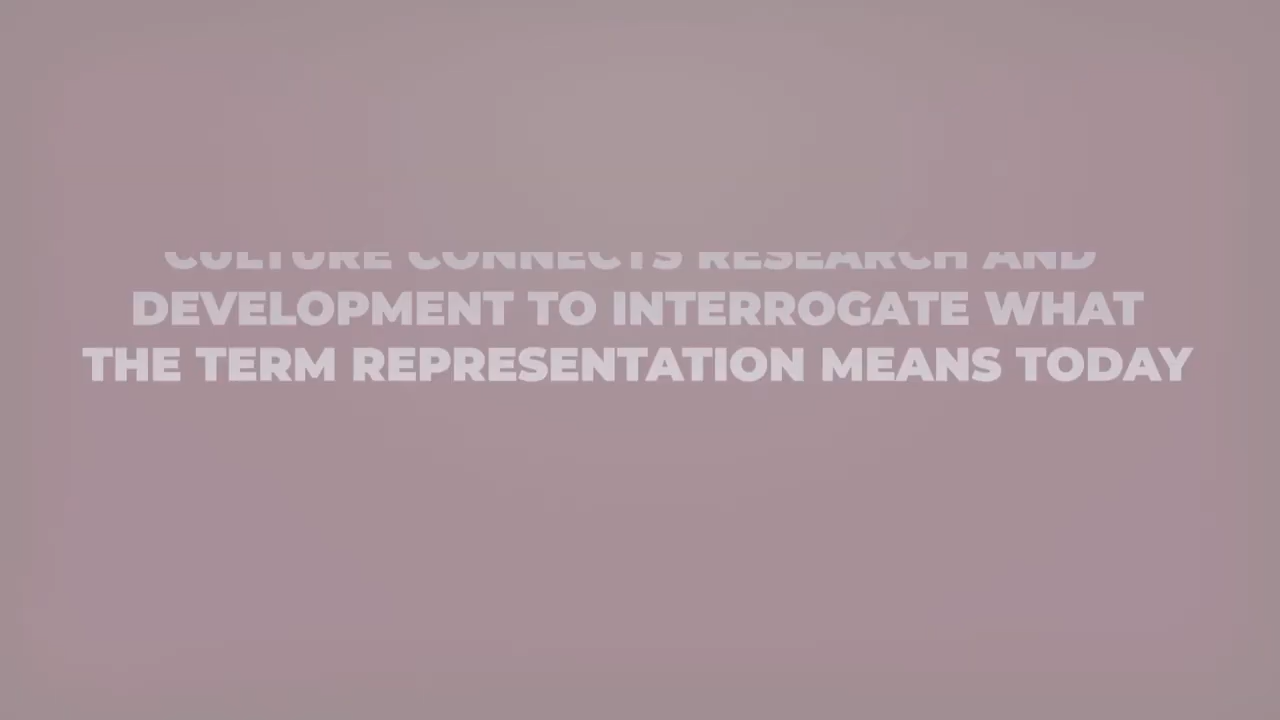 CULTURE CONNECTS RESEARCH AND
DEVELOPMENT TO INTERROGATE WHAT
THE TERM REPRESENTATION MEANS TODAY